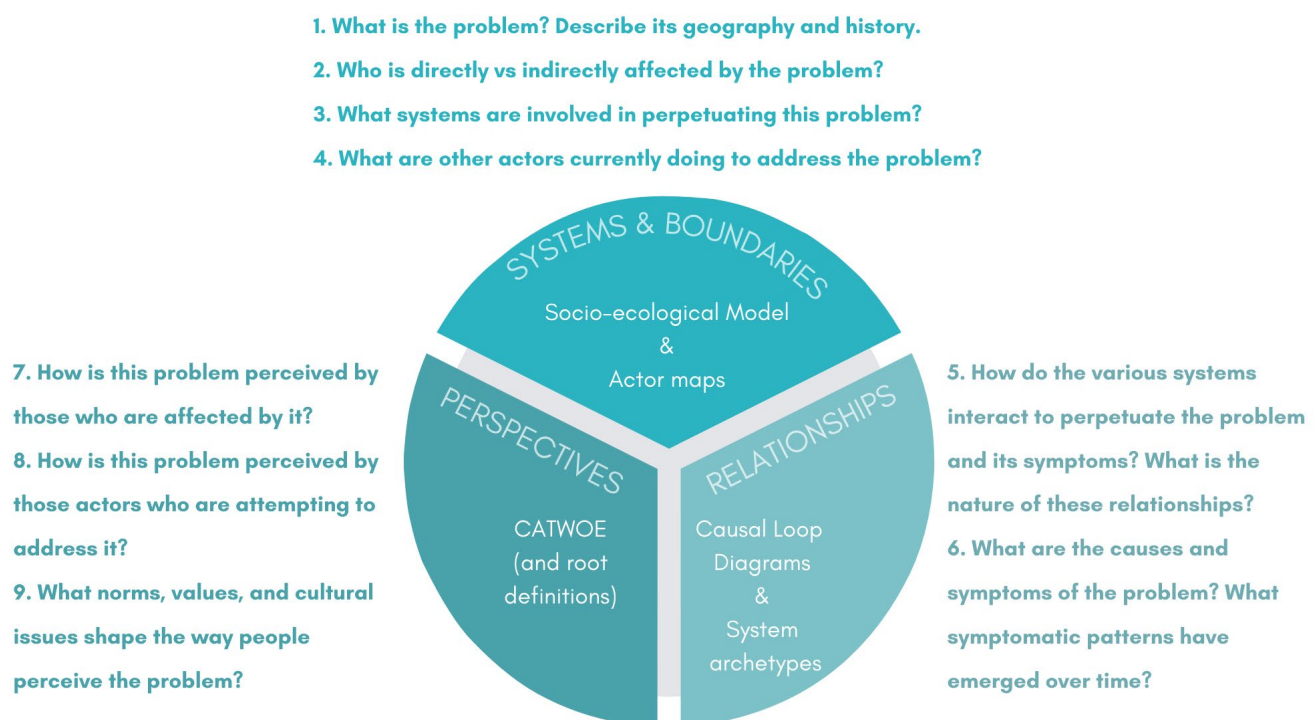 1. What is the problem? Describe its geography and history.
2. Who is directly vs indirectly affected by the problem?
3. What systems are involved in perpetuating this problem?
4. What are other actors currently doing to address the problem?
SYSTEMS & BOUNDARIES
Socio-ecological Model
&
Actor maps
RELATIONSHIPS
Causal Loop
Diagrams
&
System
archetypes
5. How do the various systems
interact to perpetuate the problem
and its symptoms? What is the
nature of these relationships?
6. What are the causes and
symptoms of the problem? What
symptomatic patterns have
emerged over time?
PERSPECTIVES
CATWOE
(and root
definitions)
7. How is this problem perceived by
those who are affected by it?
8. How is this problem perceived by
those actors who are attempting to
address it?
9. What norms, values, and cultural
issues shape the way people
perceive the problem?